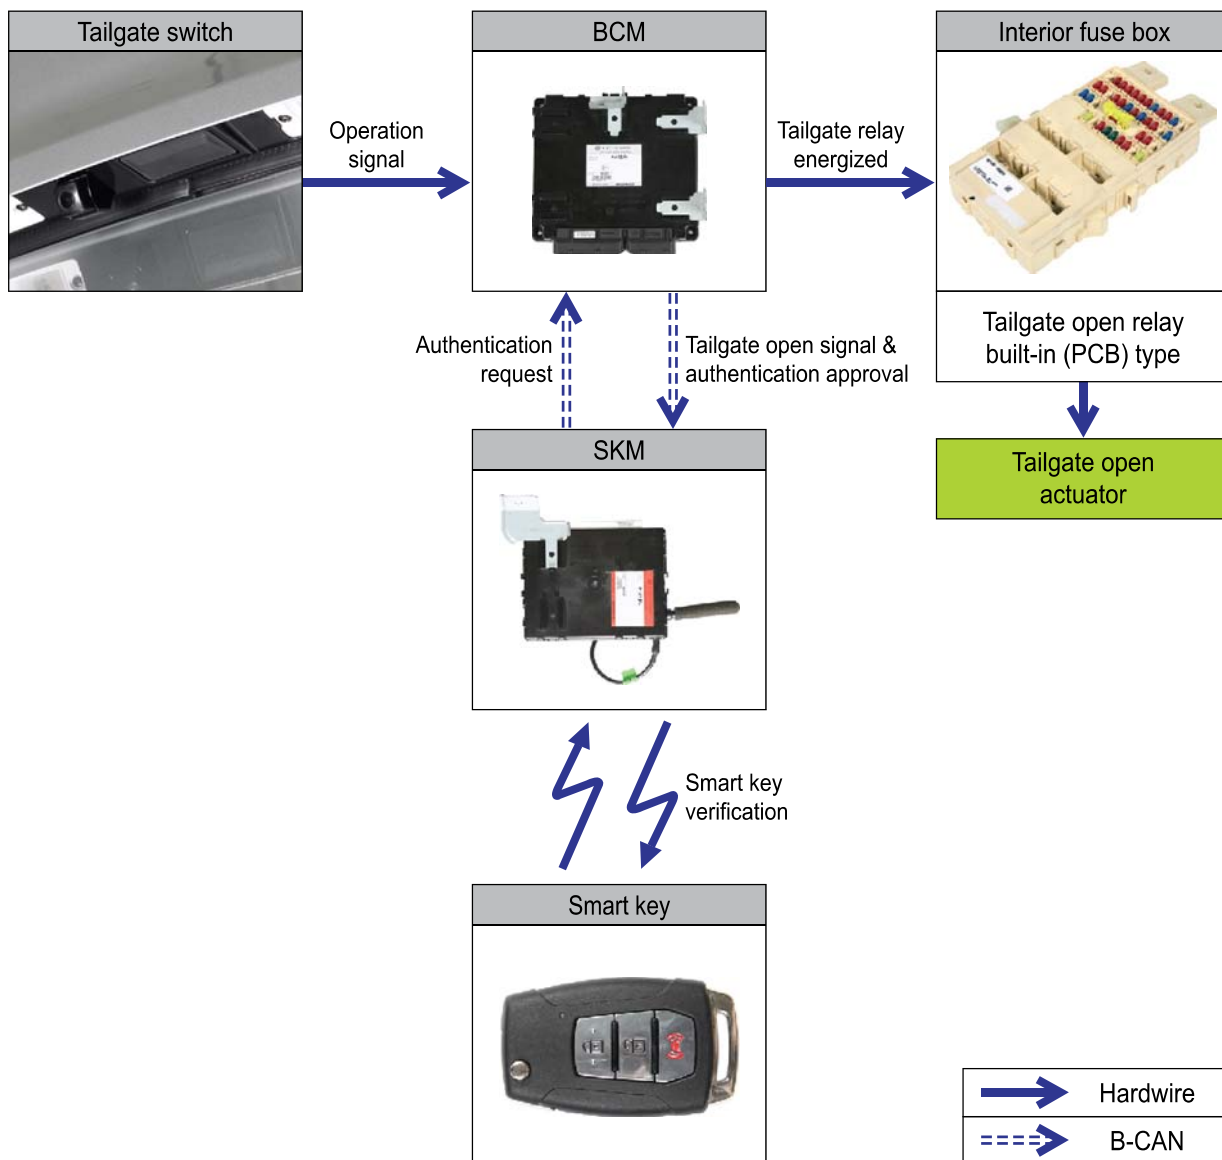 Tailgate switch
BCM
Interior fuse box
Operation
signal
Tailgate relay
energized
Tailgate open relay
built-in (PCB) type
Authentication
request
Tailgate open signal &
authentication approval
SKM
Tailgate open
actuator
Smart key
verification
Smart key
Hardwire
B-CAN